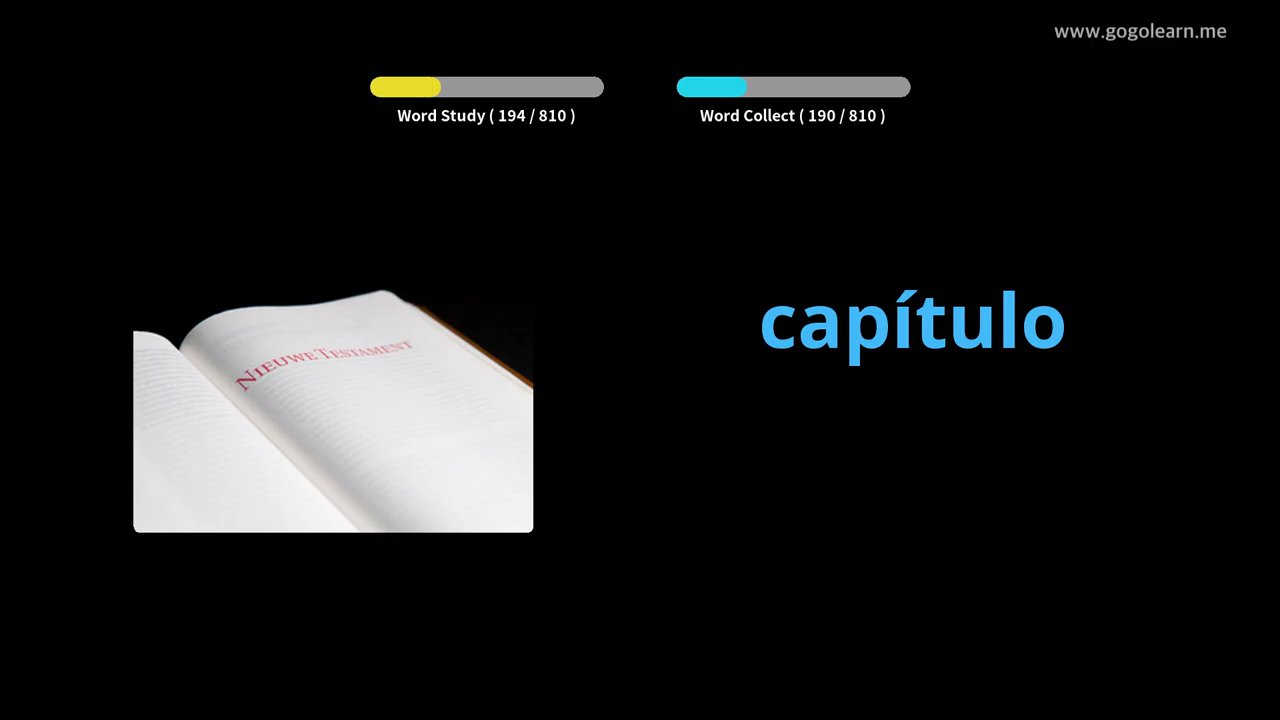 www.gogolearn.me
Word Study ( 194 / 810 )
Word Collect ( 190 / 810 )
NIEUWE TESTAMENT
capítulo